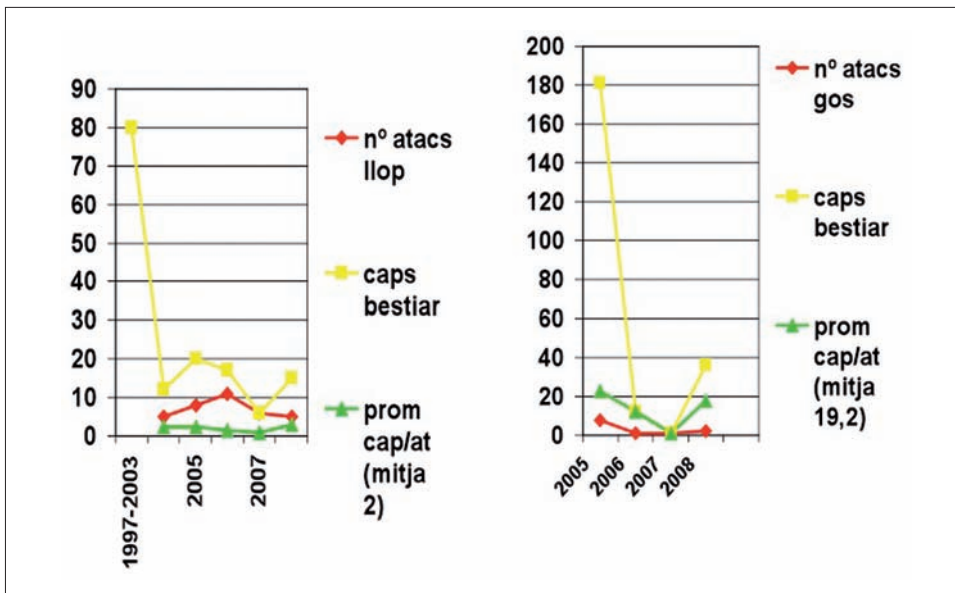 90
80
70
60
50
40
30
20
10
0
1997-2003
2005
2007
nº atacs
llop
caps
bestiar
prom
cap/at
(mitja
2)
200
180
160
140
120
100
80
60
40
20
0
2005
2006
2007
2008
nº atacs
gos
caps
bestiar
prom
cap/at
(mitja
19,2)